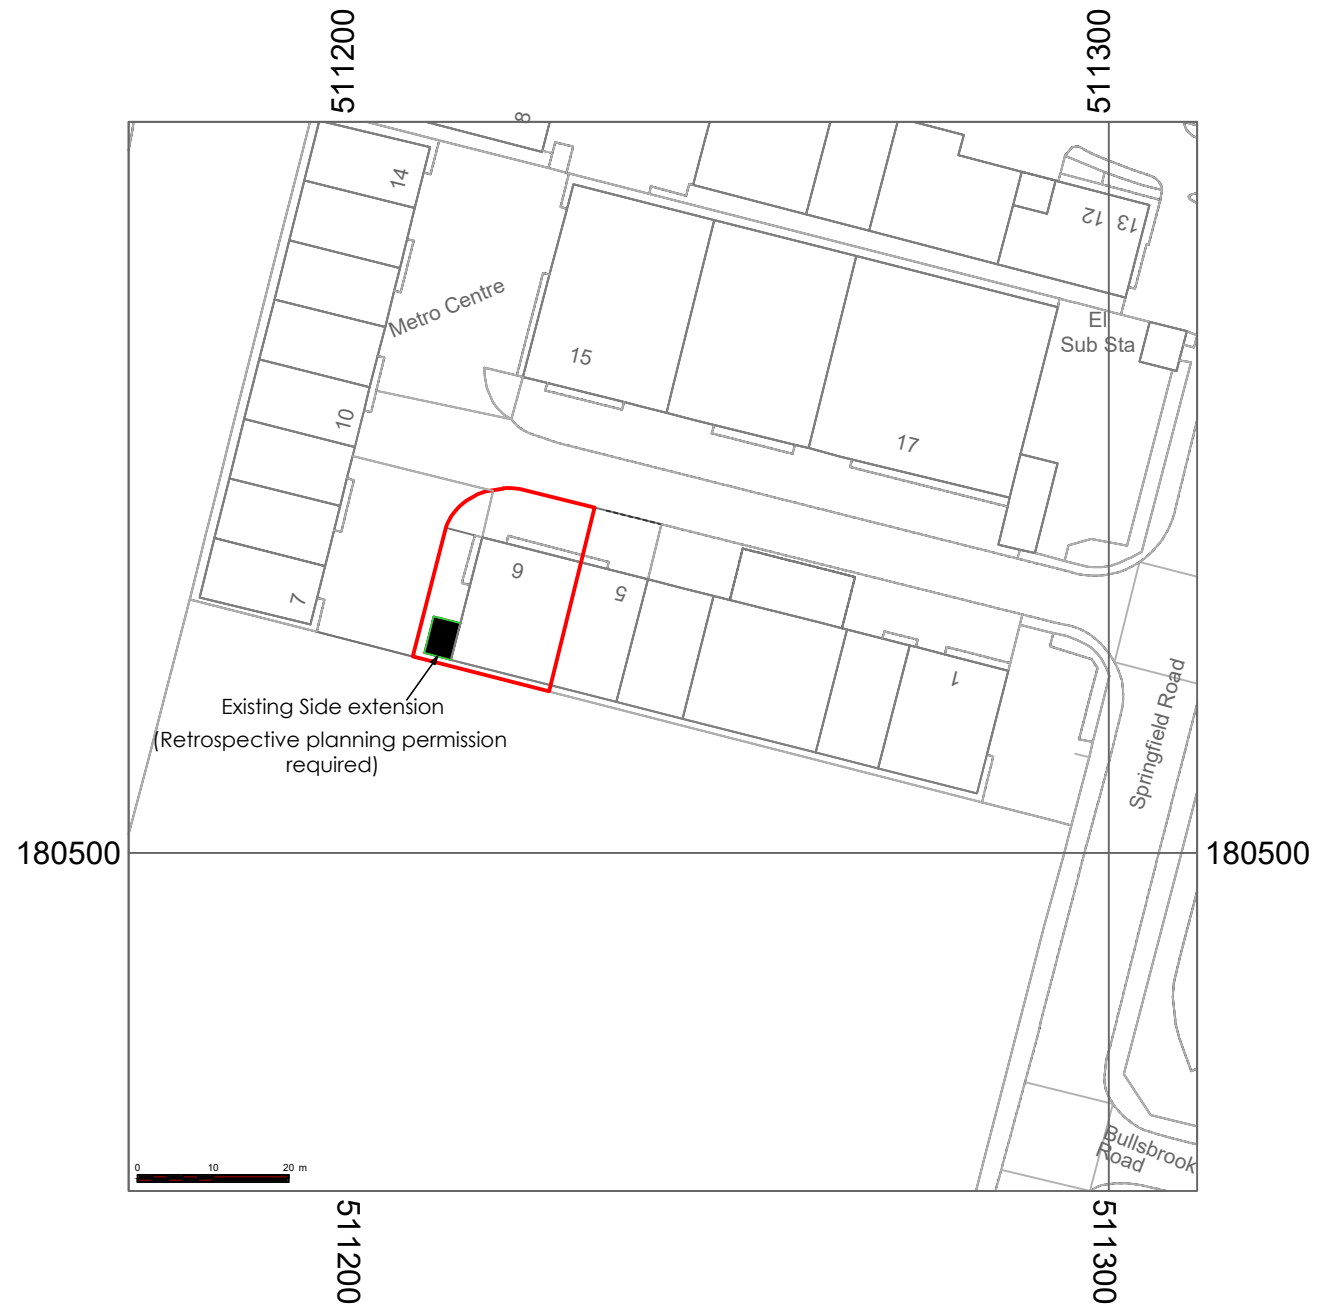 511200
511300
8
14
12
13
Metro Centre
El
Sub Sta
15
10
17
6
5
7
1
Existing Side extension
(Retrospective planning permission
required)
Springfield Road
180500
180500
Bullsbrook
Road
0 10 20 m
511200
511300